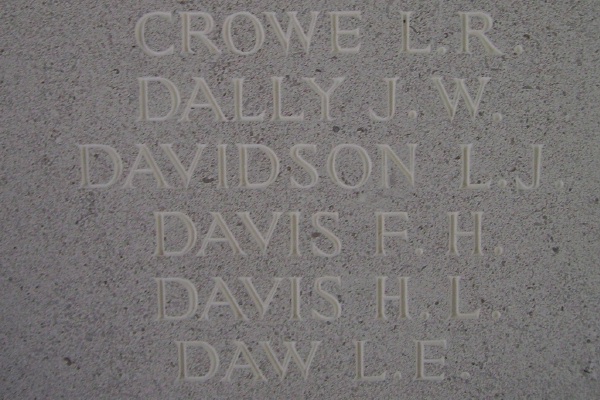 CROWE L.R.
DALLY J.W.
DAVIDSON L.J.
DAVIS F.H.
DAVIS H.L.
DAW L.E.